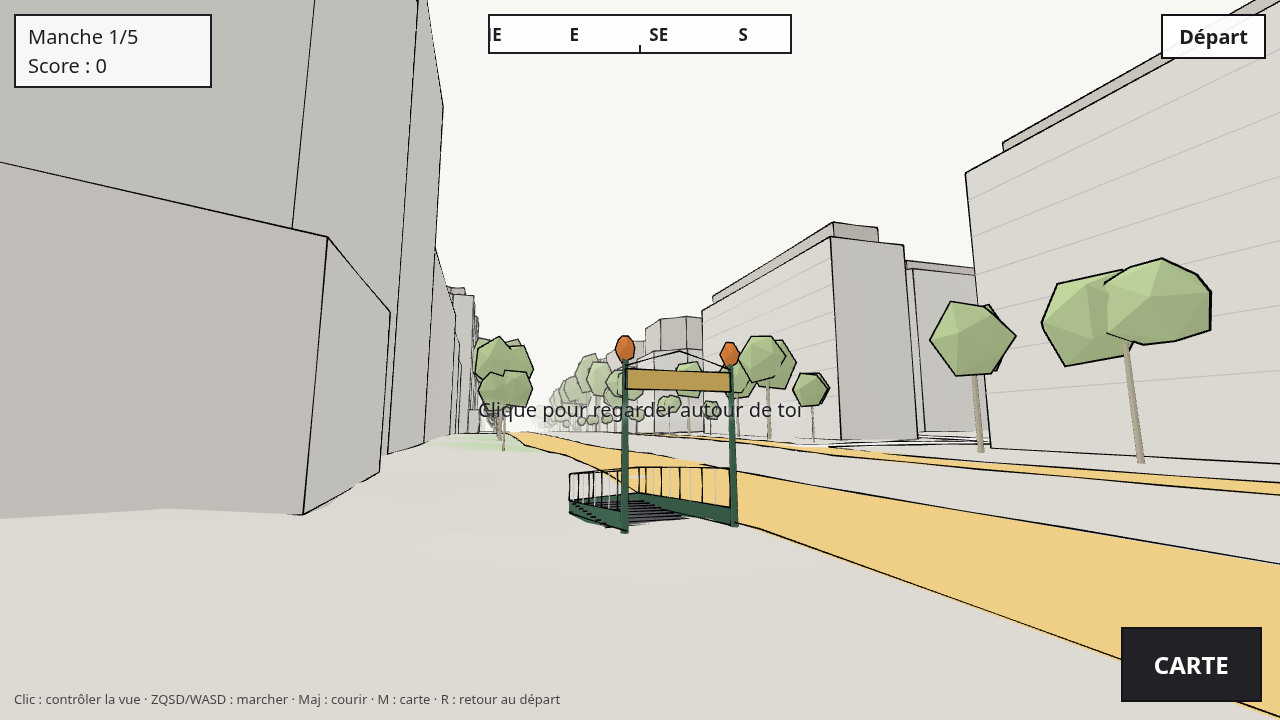 Manche 1/5
Score : 0
E E SE S
Départ
Clique pour regarder autour de toi
CARTE
Clic : contrôler la vue · ZQSD/WASD : marcher · Maj : courir · M : carte · R : retour au départ